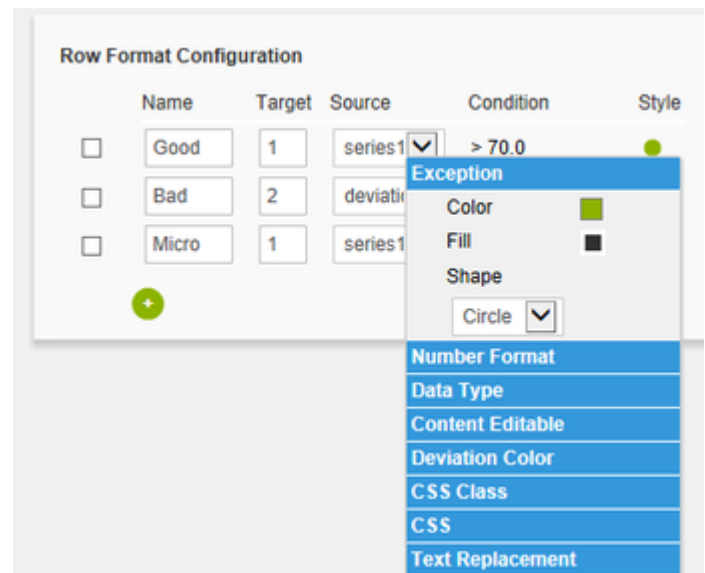 Row Format Configuration
Name Target Source Condition Style
Good 1 series1 > 70.0
Exception
Bad 2 deviati
Color
Micro 1 series1
Fill
Shape
+
Circle
Number Format
Data Type
Content Editable
Deviation Color
CSS Class
CSS
Text Replacement